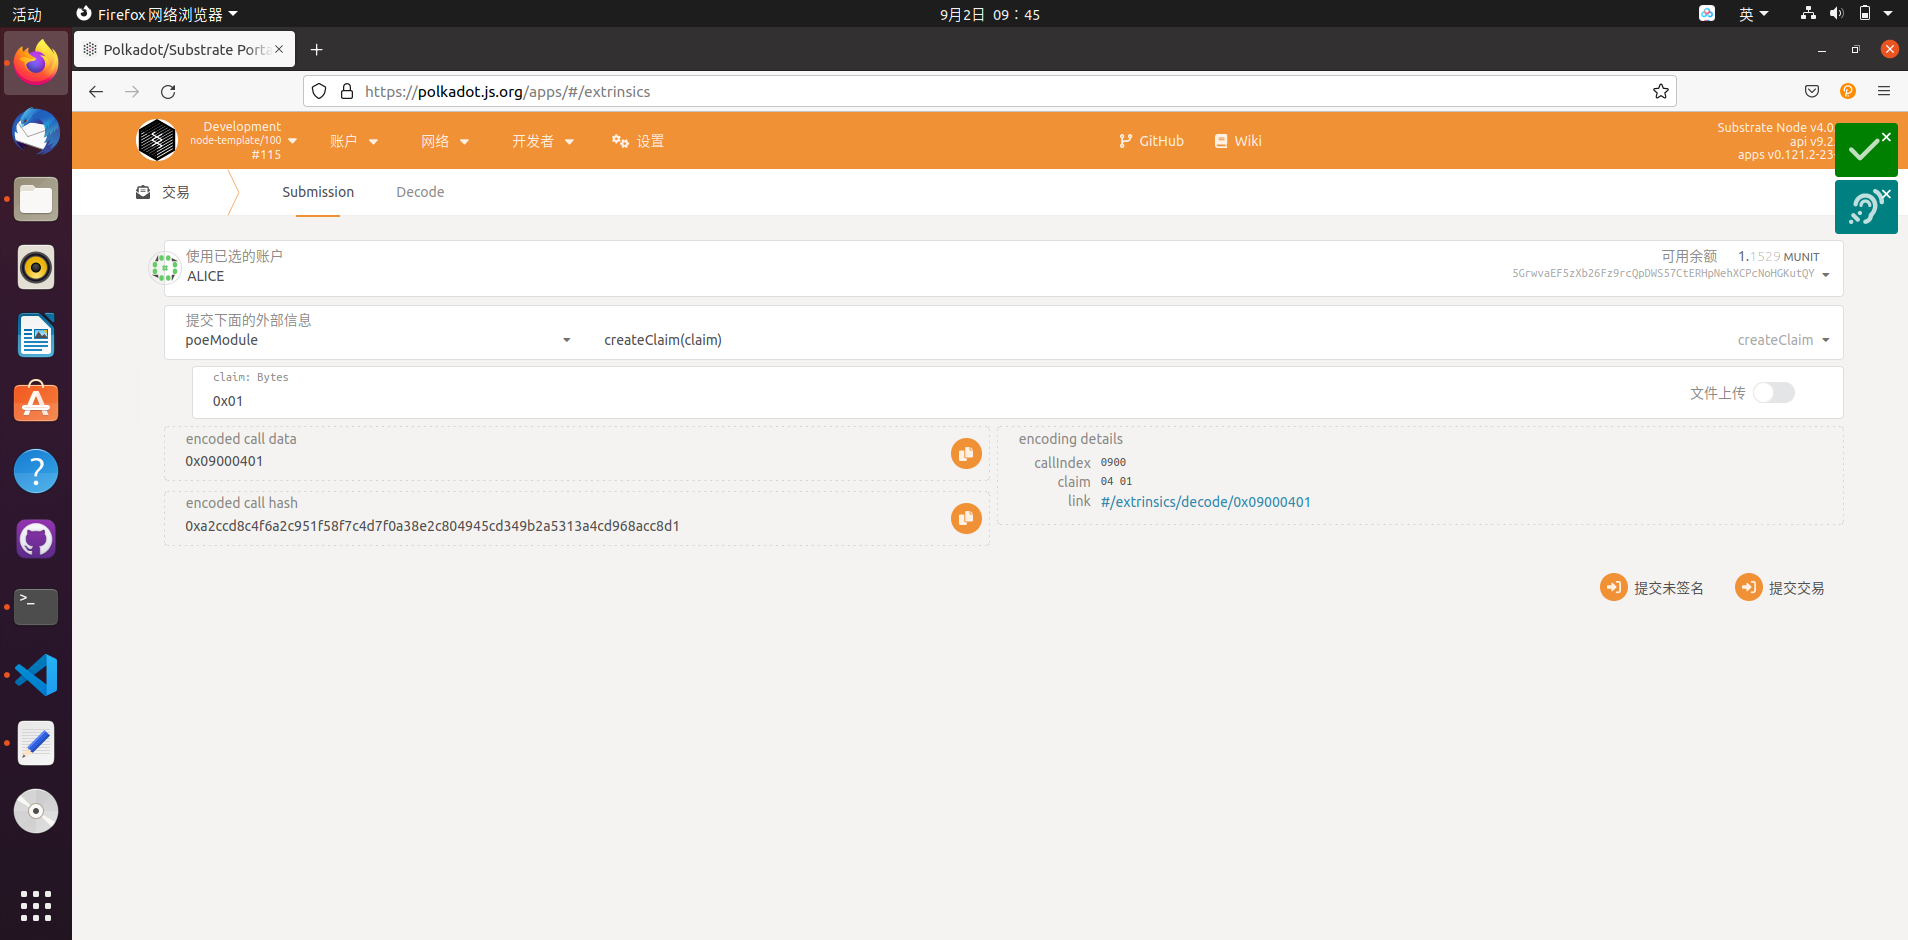 活动
Firefox 网络浏览器
9月2日 09：45
英
Polkadot/Substrate Porta
https://polkadot.js.org/apps/#/extrinsics
Development
node-template/100
#115
账户
网络
开发者
设置
GitHub
Wiki
Substrate Node v4.0
api v9.2
apps v0.121.2-23
交易
Submission
Decode
使用已选的账户
ALICE
可用余额
1.1529 MUNIT
5GrwvaEF5zXb26Fz9rcQpDWS57CtERHpNehXCPcNoHGKutQY
提交下面的外部信息
poeModule
createClaim(claim)
createClaim
claim: Bytes
0x01
文件上传
encoded call data
0x09000401
encoded call hash
0xa2ccd8c4f6a2c951f58f7c4d7f0a38e2c804945cd349b2a5313a4cd968acc8d1
encoding details
callIndex 0900
claim 04 01
link #/extrinsics/decode/0x09000401
提交未签名
提交交易